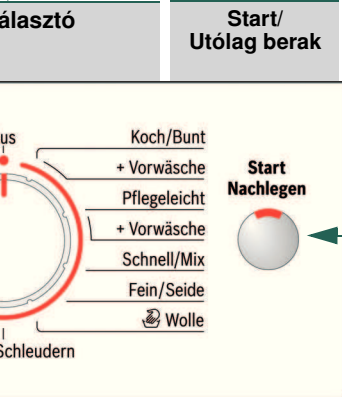 álasztó
Start/
Utólag berak
us
Koch/Bunt
+ Vorwäsche
Pflegeleicht
+ Vorwäsche
Schnell/Mix
Fein/Seide
Wolle
Schleudern
Start
Nachlegen